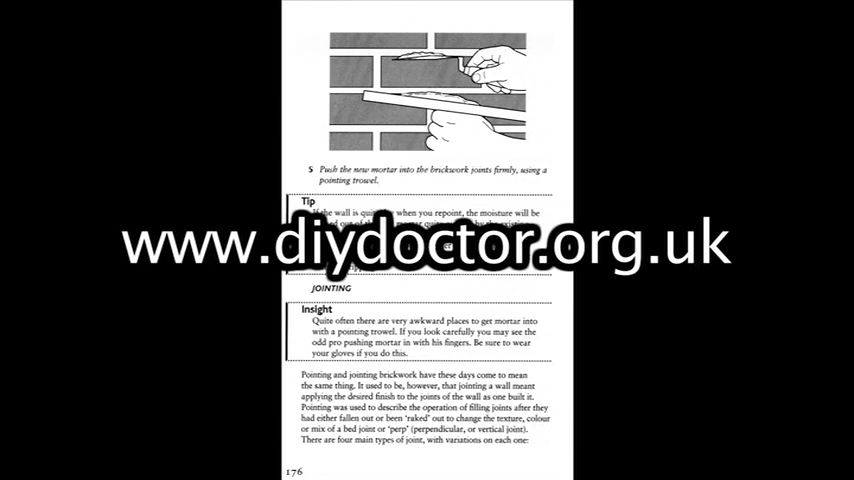 5 Push the new mortar into the brickwork joints firmly, using a
pointing trowel.
Tip
the wall is when you repoint, the moisture will be
www.diydoctor.org.uk
JOINTING
Insight
Quite often there are very awkward places to get mortar into
with a pointing trowel. If you look carefully you may see the
odd pro pushing mortar in with his fingers. Be sure to wear
your gloves if you do this.
Pointing and jointing brickwork have these days come to mean
the same thing. It used to be, however, that jointing a wall meant
applying the desired finish to the joints of the wall as one built it.
Pointing was used to describe the operation of filling joints after they
had either fallen out or been ‘raked’ out to change the texture, colour
or mix of a bed joint or ‘perp’ (perpendicular, or vertical joint).
There are four main types of joint, with variations on each one:
176